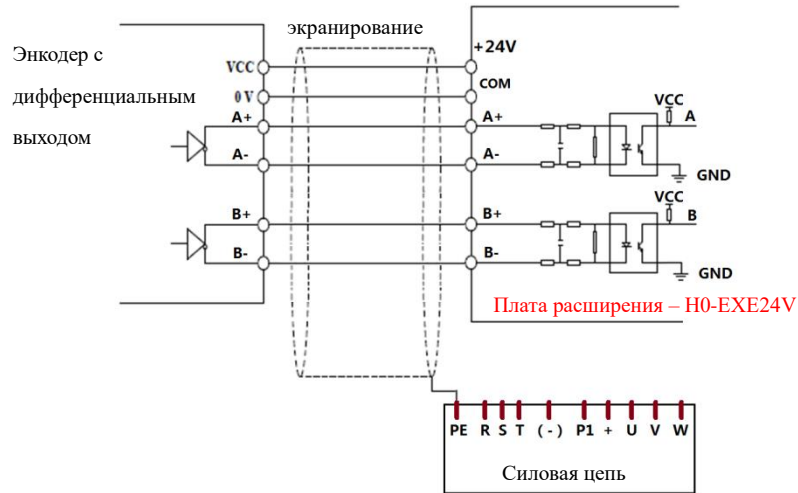 экранирование
Энкодер с
дифференциальным
выходом
VCC
0 V
A+
A-
B+
B-
+24V
COM
A+
A-
B+
B-
VCC
A
GND
VCC
B
GND
Плата расширения – H0-EXE24V
PE R S T (-) P1 + U V W
Силовая цепь